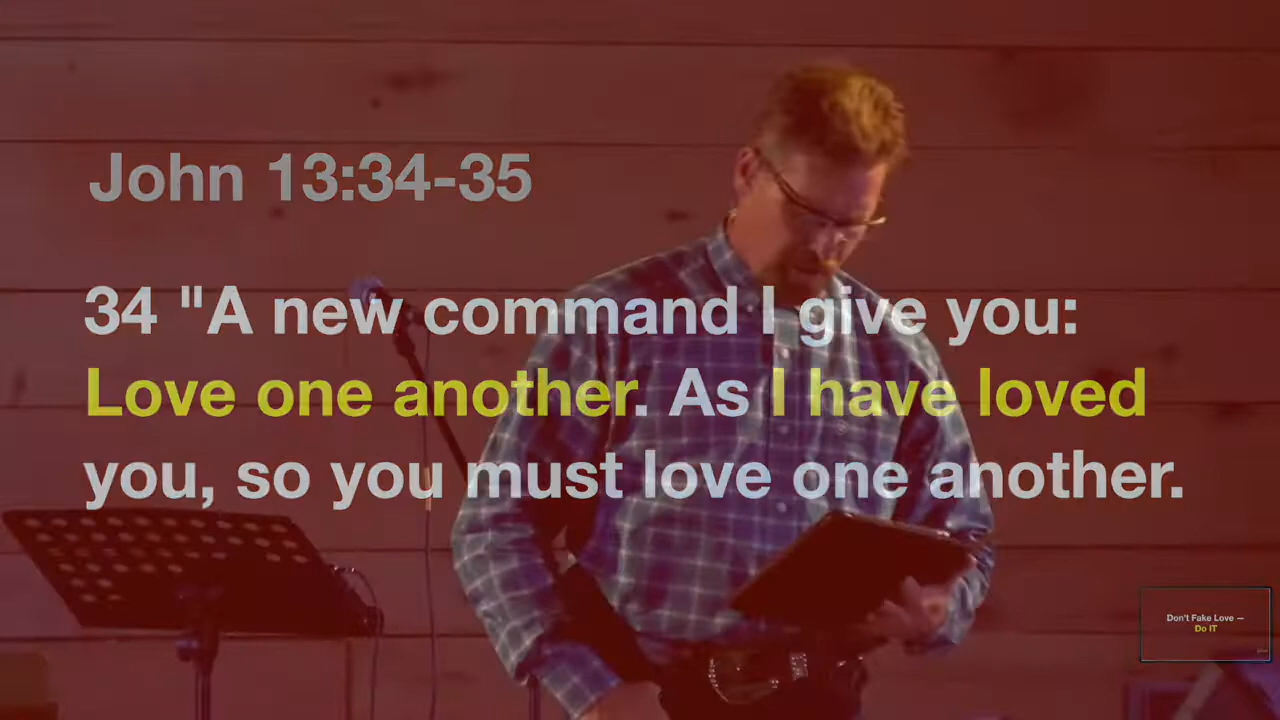 John 13:34-35
34 "A new command I give you:
Love one another. As I have loved
you, so you must love one another.
Don't Fake Love —
Do IT